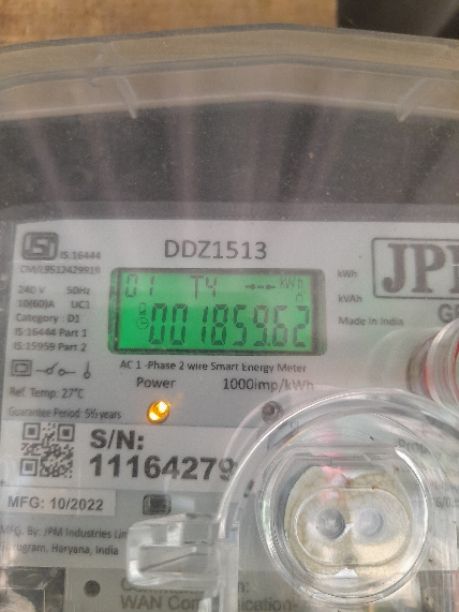 IS:16444
DDZ1513
JP
240 V 50Hz
10(60)A UC1
Category: D1
IS:16444 Part 1
IS:15959 Part 2
01 T4 kWh
001859.62
kWh
kVAh
Made in India
AC 1 -Phase 2 wire Smart Energy Meter
Ref. Temp: 27°C
Power 1000imp/kWh
Guarantee Period: 5½ years
S/N:
11164279
MFG: 10/2022
MFG. By: JPM Industries
Haryana, India
WAN